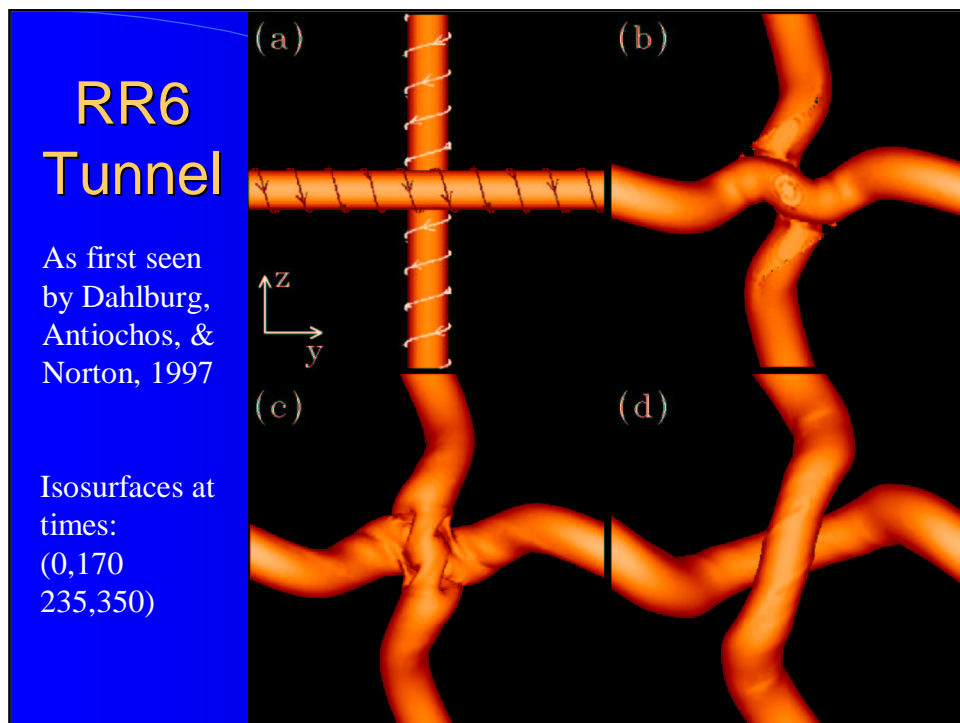 RR6
Tunnel
As first seen
by Dahlburg,
Antiochos, &
Norton, 1997
Isosurfaces at
times:
(0,170
235,350)
(a)
(b)
z
y
(c)
(d)